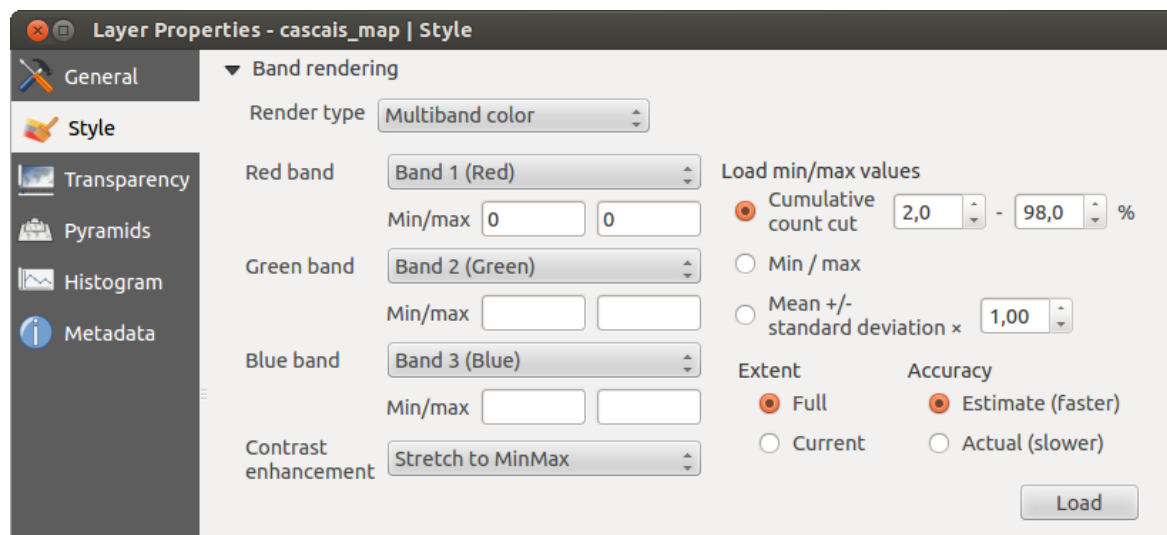 Layer Properties - cascais_map | Style
General
Style
Transparency
Pyramids
Histogram
Metadata
Band rendering
Render type Multiband color
Red band Band 1 (Red)
Min/max 0 0
Green band Band 2 (Green)
Min/max
Blue band Band 3 (Blue)
Min/max
Contrast
enhancement Stretch to MinMax
Load min/max values
Cumulative
count cut 2,0 - 98,0 %
Min / max
Mean +/-
standard deviation × 1,00
Extent Accuracy
Full Estimate (faster)
Current Actual (slower)
Load